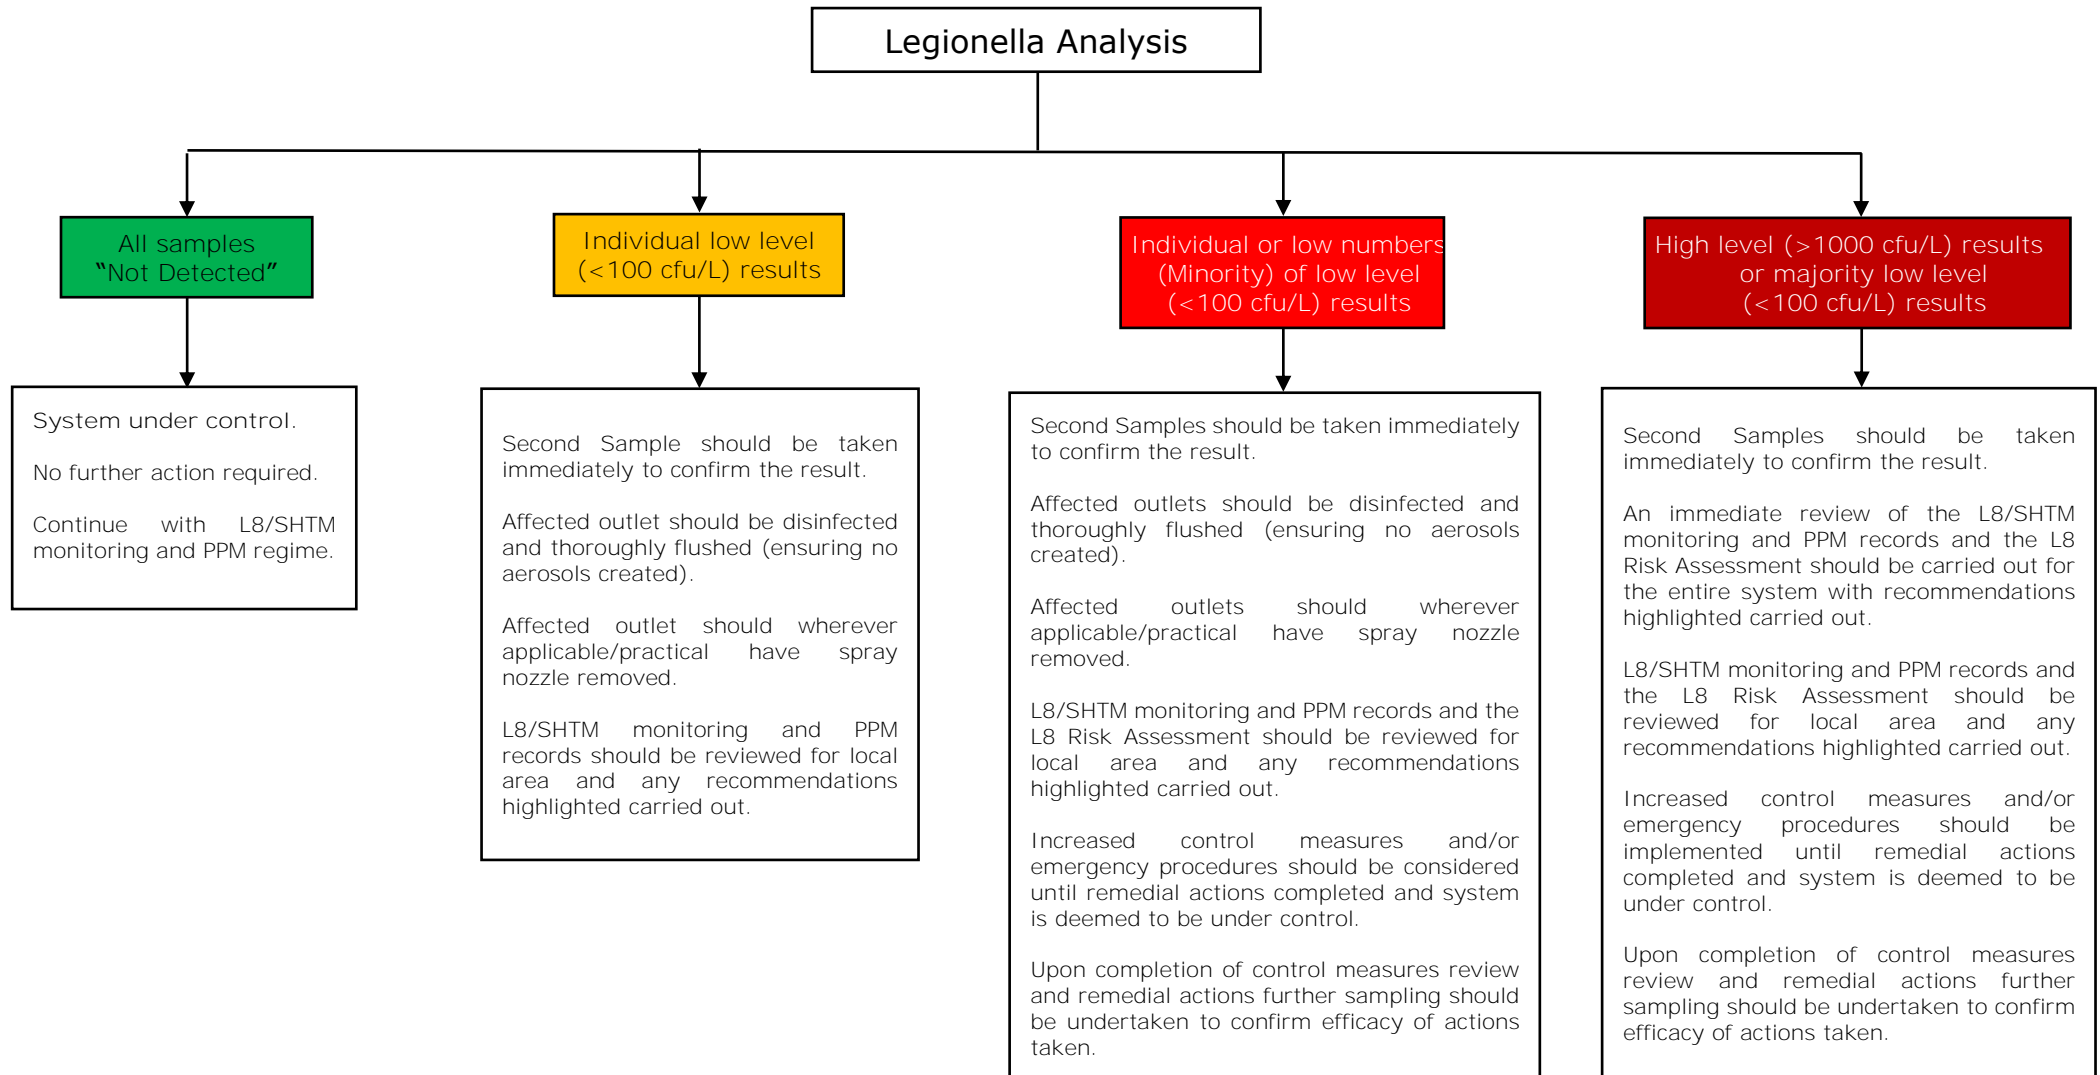 Legionella Analysis
All samples
“Not Detected”
Individual low level
(<100 cfu/L) results
Individual or low numbers
(Minority) of low level
(<100 cfu/L) results
High level (>1000 cfu/L) results
or majority low level
(<100 cfu/L) results
System under control.
No further action required.
Continue with L8/SHTM
monitoring and PPM regime.
Second Sample should be taken
immediately to confirm the result.
Affected outlet should be disinfected
and thoroughly flushed (ensuring no
aerosols created).
Affected outlet should wherever
applicable/practical have spray
nozzle removed.
L8/SHTM monitoring and PPM
records should be reviewed for local
area and any recommendations
highlighted carried out.
Second Samples should be taken immediately
to confirm the result.
Affected outlets should be disinfected and
thoroughly flushed (ensuring no aerosols
created).
Affected outlets should wherever
applicable/practical have spray nozzle
removed.
L8/SHTM monitoring and PPM records and the
L8 Risk Assessment should be reviewed for
local area and any recommendations
highlighted carried out.
Increased control measures and/or
emergency procedures should be considered
until remedial actions completed and system
is deemed to be under control.
Upon completion of control measures review
and remedial actions further sampling should
be undertaken to confirm efficacy of actions
taken.
Second Samples should be taken
immediately to confirm the result.
An immediate review of the L8/SHTM
monitoring and PPM records and the L8
Risk Assessment should be carried out for
the entire system with recommendations
highlighted carried out.
L8/SHTM monitoring and PPM records and
the L8 Risk Assessment should be
reviewed for local area and any
recommendations highlighted carried out.
Increased control measures and/or
emergency procedures should be
implemented until remedial actions
completed and system is deemed to be
under control.
Upon completion of control measures
review and remedial actions further
sampling should be undertaken to confirm
efficacy of actions taken.